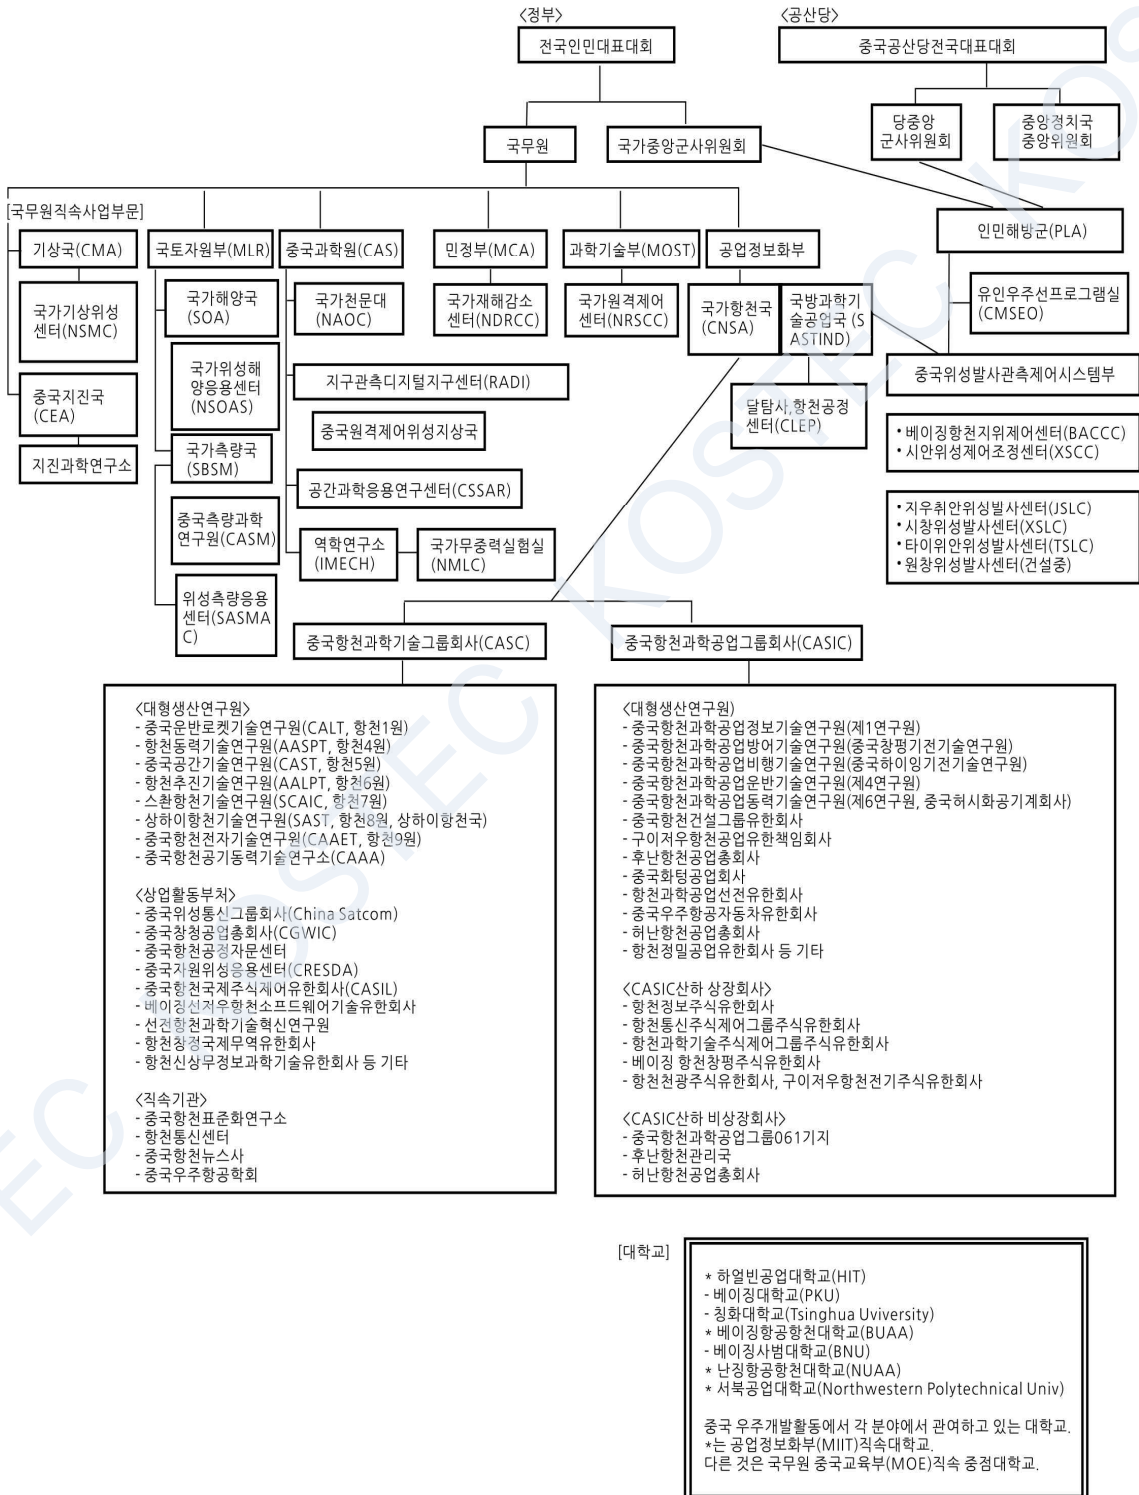 〈정부〉
전국인민대표대회
〈공산당〉
중국공산당전국대표대회
국무원
국가중앙군사위원회
당중앙
군사위원회
중앙정치국
중앙위원회
[국무원직속사업부문]
기상국(CMA)
국토자원부(MLR)
중국과학원(CAS)
민정부(MCA)
과학기술부(MOST)
공업정보화부
인민해방군(PLA)
국가기상위성
센터(NSMC)
중국지진국
(CEA)
지진과학연구소
국가해양국
(SOA)
국가위성해
양응용센터
(NSOAS)
국가측량국
(SBSM)
중국측량과학
연구원(CASM)
위성측량응용
센터(SASMA
C)
국가천문대
(NAOC)
지구관측디지털지구센터(RADI)
중국원격제어위성지상국
공간과학응용연구센터(CSSAR)
역학연구소
(IMECH)
국가무중력실험실
(NMLC)
국가재해감소
센터(NDRCC)
국가원격제어
센터(NRSCC)
국가항천국
(CNSA)
국방과학기
술공업국 (S
ASTIND)
달탐사,항천공정
센터(CLEP)
유인우주선프로그램실
(CMSEO)
중국위성발사관측제어시스템부
• 베이징항천지휘제어센터(BACCC)
• 시안위성제어조정센터(XSCC)
• 지우취안위성발사센터(JSLC)
• 시창위성발사센터(XSLC)
• 타이위안위성발사센터(TSLC)
• 원창위성발사센터(건설중)
중국항천과학기술그룹회사(CASC)
중국항천과학공업그룹회사(CASIC)
〈대형생산연구원〉
- 중국운반로켓기술연구원(CALT, 항천1원)
- 항천동력기술연구원(AASPT, 항천4원)
- 중국공간기술연구원(CAST, 항천5원)
- 항천추진기술연구원(AALPT, 항천6원)
- 스촨항천기술연구원(SCAIC, 항천7원)
- 상하이항천기술연구원(SAST, 항천8원, 상하이항천국)
- 중국항천전자기술연구원(CAAET, 항천9원)
- 중국항천공기동력기술연구소(CAAA)
〈상업활동부처〉
- 중국위성통신그룹회사(China Satcom)
- 중국창청공업총회사(CGWIC)
- 중국항천공정자문센터
- 중국자원위성응용센터(CRESDA)
- 중국항천국제주식제어유한회사(CASIL)
- 베이징선저우항천소프트웨어기술유한회사
- 선전항천과학기술혁신연구원
- 항천창정국제무역유한회사
- 항천신상무정보과학기술유한회사 등 기타
〈직속기관〉
- 중국항천표준화연구소
- 항천통신센터
- 중국항천뉴스사
- 중국우주항공학회
〈대형생산연구원)
- 중국항천과학공업정보기술연구원(제1연구원)
- 중국항천과학공업방어기술연구원(중국창펑기전기술연구원)
- 중국항천과학공업비행기술연구원(중국하이잉기전기술연구원)
- 중국항천과학공업운반기술연구원(제4연구원)
- 중국항천과학공업동력기술연구원(제6연구원, 중국허시화공기계회사)
- 중국항천건설그룹유한회사
- 구이저우항천공업유한책임회사
- 후난항천공업총회사
- 중국화텅공업회사
- 항천과학공업선전유한회사
- 중국우주항공자동차유한회사
- 허난항천공업총회사
- 항천정밀공업유한회사 등 기타
〈CASIC산하 상장회사〉
- 항천정보주식유한회사
- 항천통신주식제어그룹주식유한회사
- 항천과학기술주식제어그룹주식유한회사
- 베이징 항천창펑주식유한회사
- 항천천광주식유한회사, 구이저우항천전기주식유한회사
〈CASIC산하 비상장회사〉
- 중국항천과학공업그룹061기지
- 후난항천관리국
- 허난항천공업총회사
[대학교]
* 하얼빈공업대학교(HIT)
- 베이징대학교(PKU)
- 칭화대학교(Tsinghua Uviversity)
* 베이징항공항천대학교(BUAA)
- 베이징사범대학교(BNU)
* 난징항공항천대학교(NUAA)
* 서북공업대학교(Northwestern Polytechnical Univ)
중국 우주개발활동에서 각 분야에서 관여하고 있는 대학교.
*는 공업정보화부(MIIT)직속대학교.
다른 것은 국무원 중국교육부(MOE)직속 중점대학교.
KOSTEC KOSTEC KOS